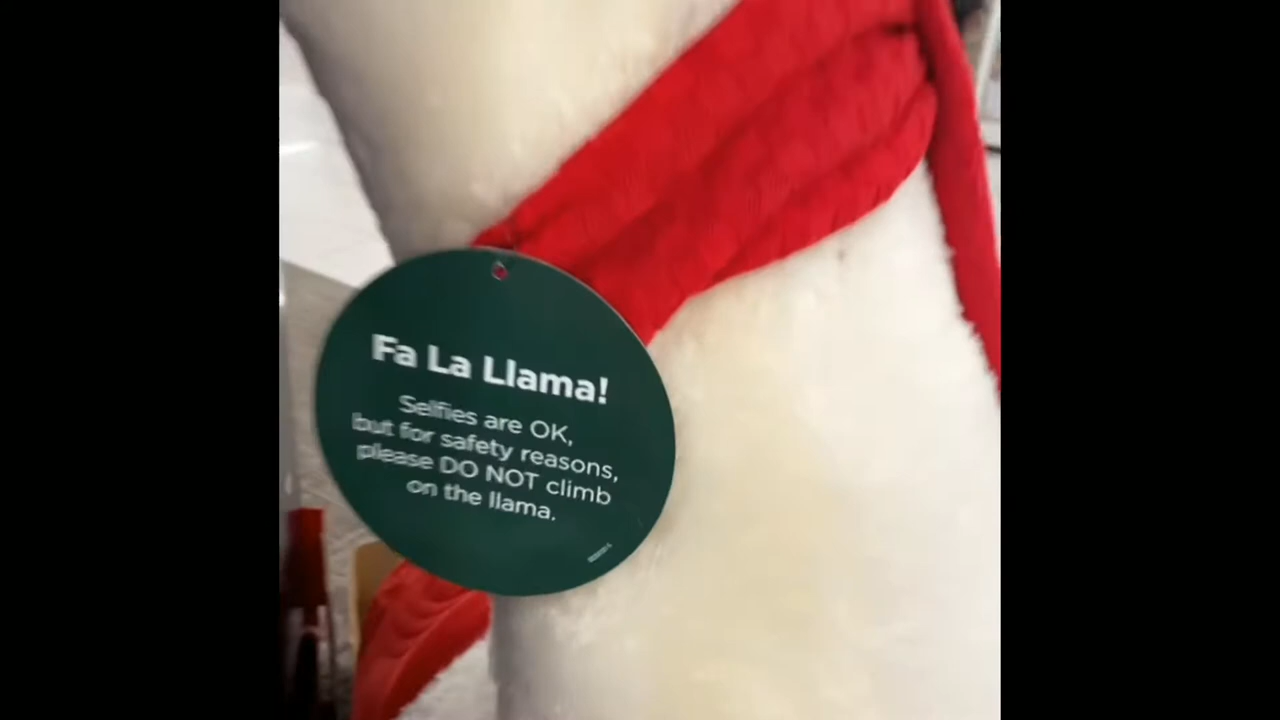 Fa La Llama!
Selfies are OK,
but for safety reasons,
please DO NOT climb
on the llama.